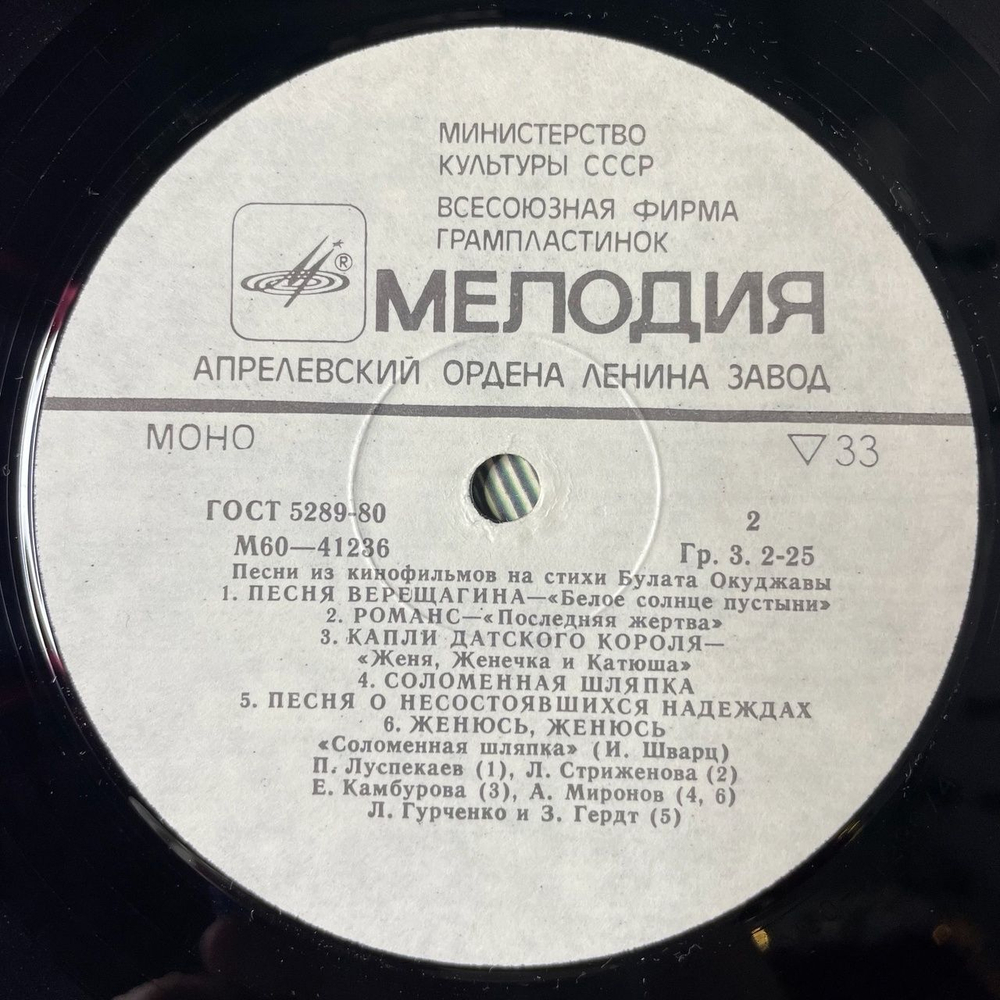 МИНИСТЕРСТВО
КУЛЬТУРЫ СССР
ВСЕСОЮЗНАЯ ФИРМА
ГРАМПЛАСТИНОК
®
МЕЛОДИЯ
АПРЕЛЕВСКИЙ ОРДЕНА ЛЕНИНА ЗАВОД
МОНО
▽33
ГОСТ 5289-80
2
М60—41236
Гр. 3. 2-25
Песни из кинофильмов на стихи Булата Окуджавы
1. ПЕСНЯ ВЕРЕЩАГИНА—«Белое солнце пустыни»
2. РОМАНС—«Последняя жертва»
3. КАПЛИ ДАТСКОГО КОРОЛЯ—
«Женя, Женечка и Катюша»
4. СОЛОМЕННАЯ ШЛЯПКА
5. ПЕСНЯ О НЕСОСТОЯВШИХСЯ НАДЕЖДАХ
6. ЖЕНЮСЬ, ЖЕНЮСЬ
«Соломенная шляпка» (И. Шварц)
П. Луспекаев (1), Л. Стриженова (2)
Е. Камбурова (3), А. Миронов (4, 6)
Л. Гурченко и З. Гердт (5)